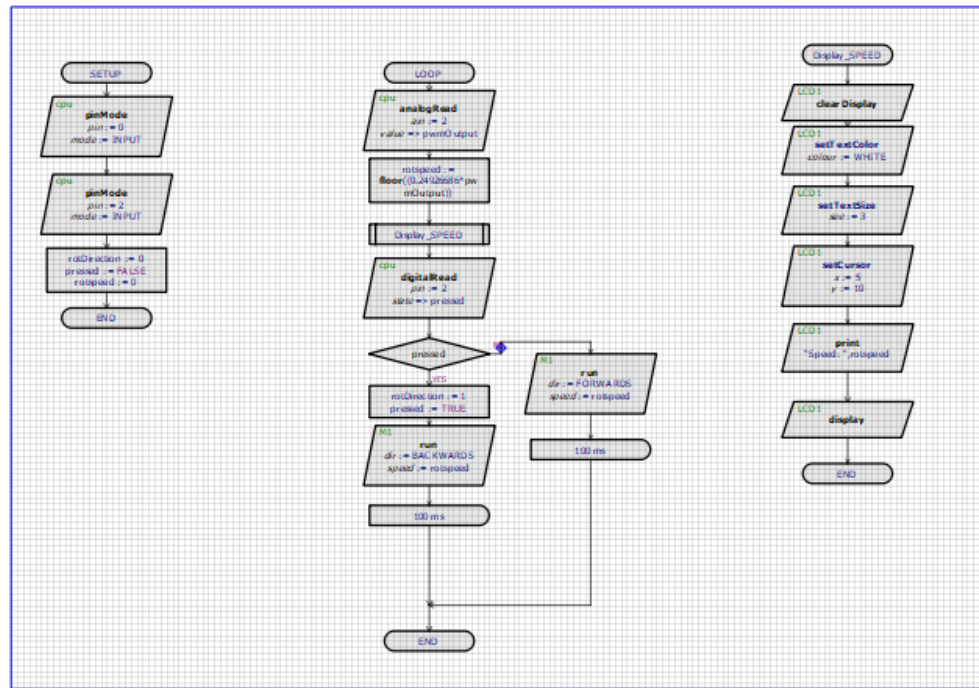 SETUP
cpu
pinMode
pin := 0
mode := INPUT
cpu
pinMode
pin := 2
mode := INPUT
rotDirection := 0
pressed := FALSE
rotspeed := 0
END
LOOP
cpu
analogRead
ain := 2
value => pwmOutput
rotspeed :=
floor((0.24926686*pw
mOutput))
Display_SPEED
cpu
digitalRead
pin := 2
state => pressed
pressed
YES
rotDirection := 1
pressed := TRUE
M1
run
dir := BACKWARDS
speed := rotspeed
100 ms
M1
run
dir := FORWARDS
speed := rotspeed
100 ms
END
Display_SPEED
LCD1
clearDisplay
LCD1
setTextColor
colour := WHITE
LCD1
setTextSize
size := 3
LCD1
setCursor
x := 5
y := 10
LCD1
print
"Speed: ",rotspeed
LCD1
display
END